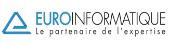 EUROINFORMATIQUE
Le partenaire de l'expertise